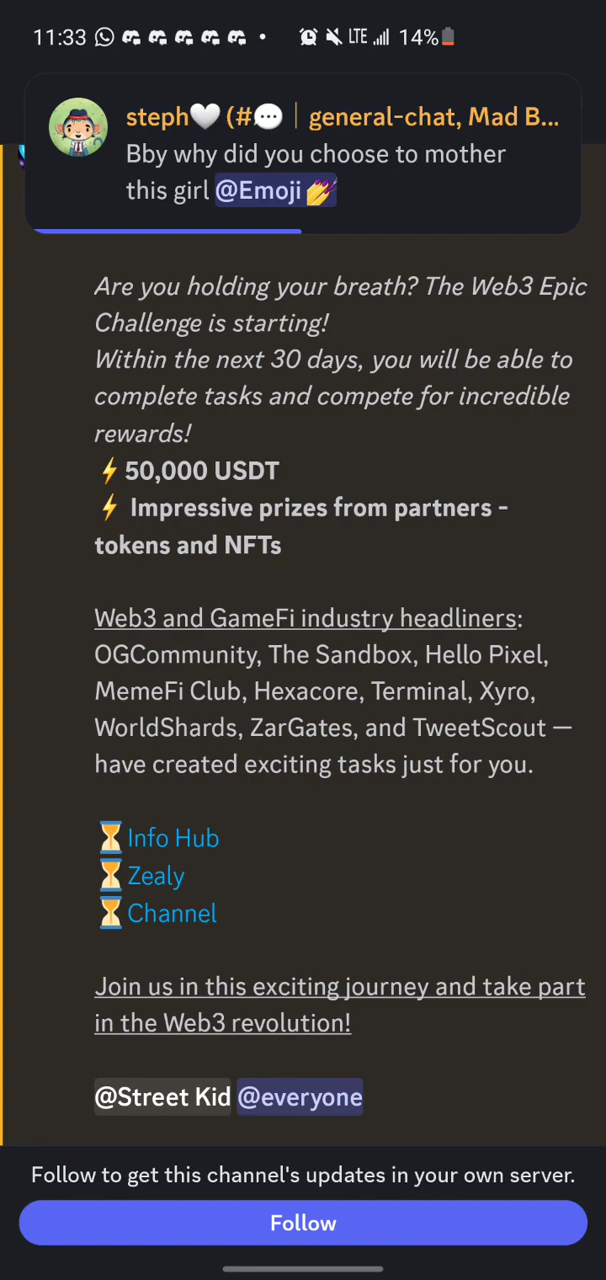 11:33 LTE 14%
steph🤍 (#💬│general-chat, Mad B...
Bby why did you choose to mother
this girl @Emoji 💅
Are you holding your breath? The Web3 Epic
Challenge is starting!
Within the next 30 days, you will be able to
complete tasks and compete for incredible
rewards!
⚡50,000 USDT
⚡ Impressive prizes from partners -
tokens and NFTs
Web3 and GameFi industry headliners:
OGCommunity, The Sandbox, Hello Pixel,
MemeFi Club, Hexacore, Terminal, Xyro,
WorldShards, ZarGates, and TweetScout —
have created exciting tasks just for you.
⏳Info Hub
⏳Zealy
⏳Channel
Join us in this exciting journey and take part
in the Web3 revolution!
@Street Kid @everyone
Follow to get this channel's updates in your own server.
Follow